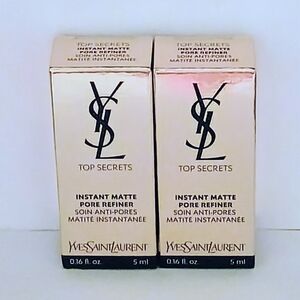 TOP SECRETS
INSTANT MATTE
PORE REFINER
SOIN ANTI-PORES
MATITÉ INSTANTANÉE
YSL
TOP SECRETS
INSTANT MATTE
PORE REFINER
SOIN ANTI-PORES
MATITÉ INSTANTANÉE
YVESSAINTLAURENT
0.16 fl. oz. 5 ml
TOP SECRETS
INSTANT MATTE
PORE REFINER
SOIN ANTI-PORES
MATITÉ INSTANTANÉE
YSL
TOP SECRETS
INSTANT MATTE
PORE REFINER
SOIN ANTI-PORES
MATITÉ INSTANTANÉE
YVESSAINTLAURENT
0.16 fl. oz. 5 ml